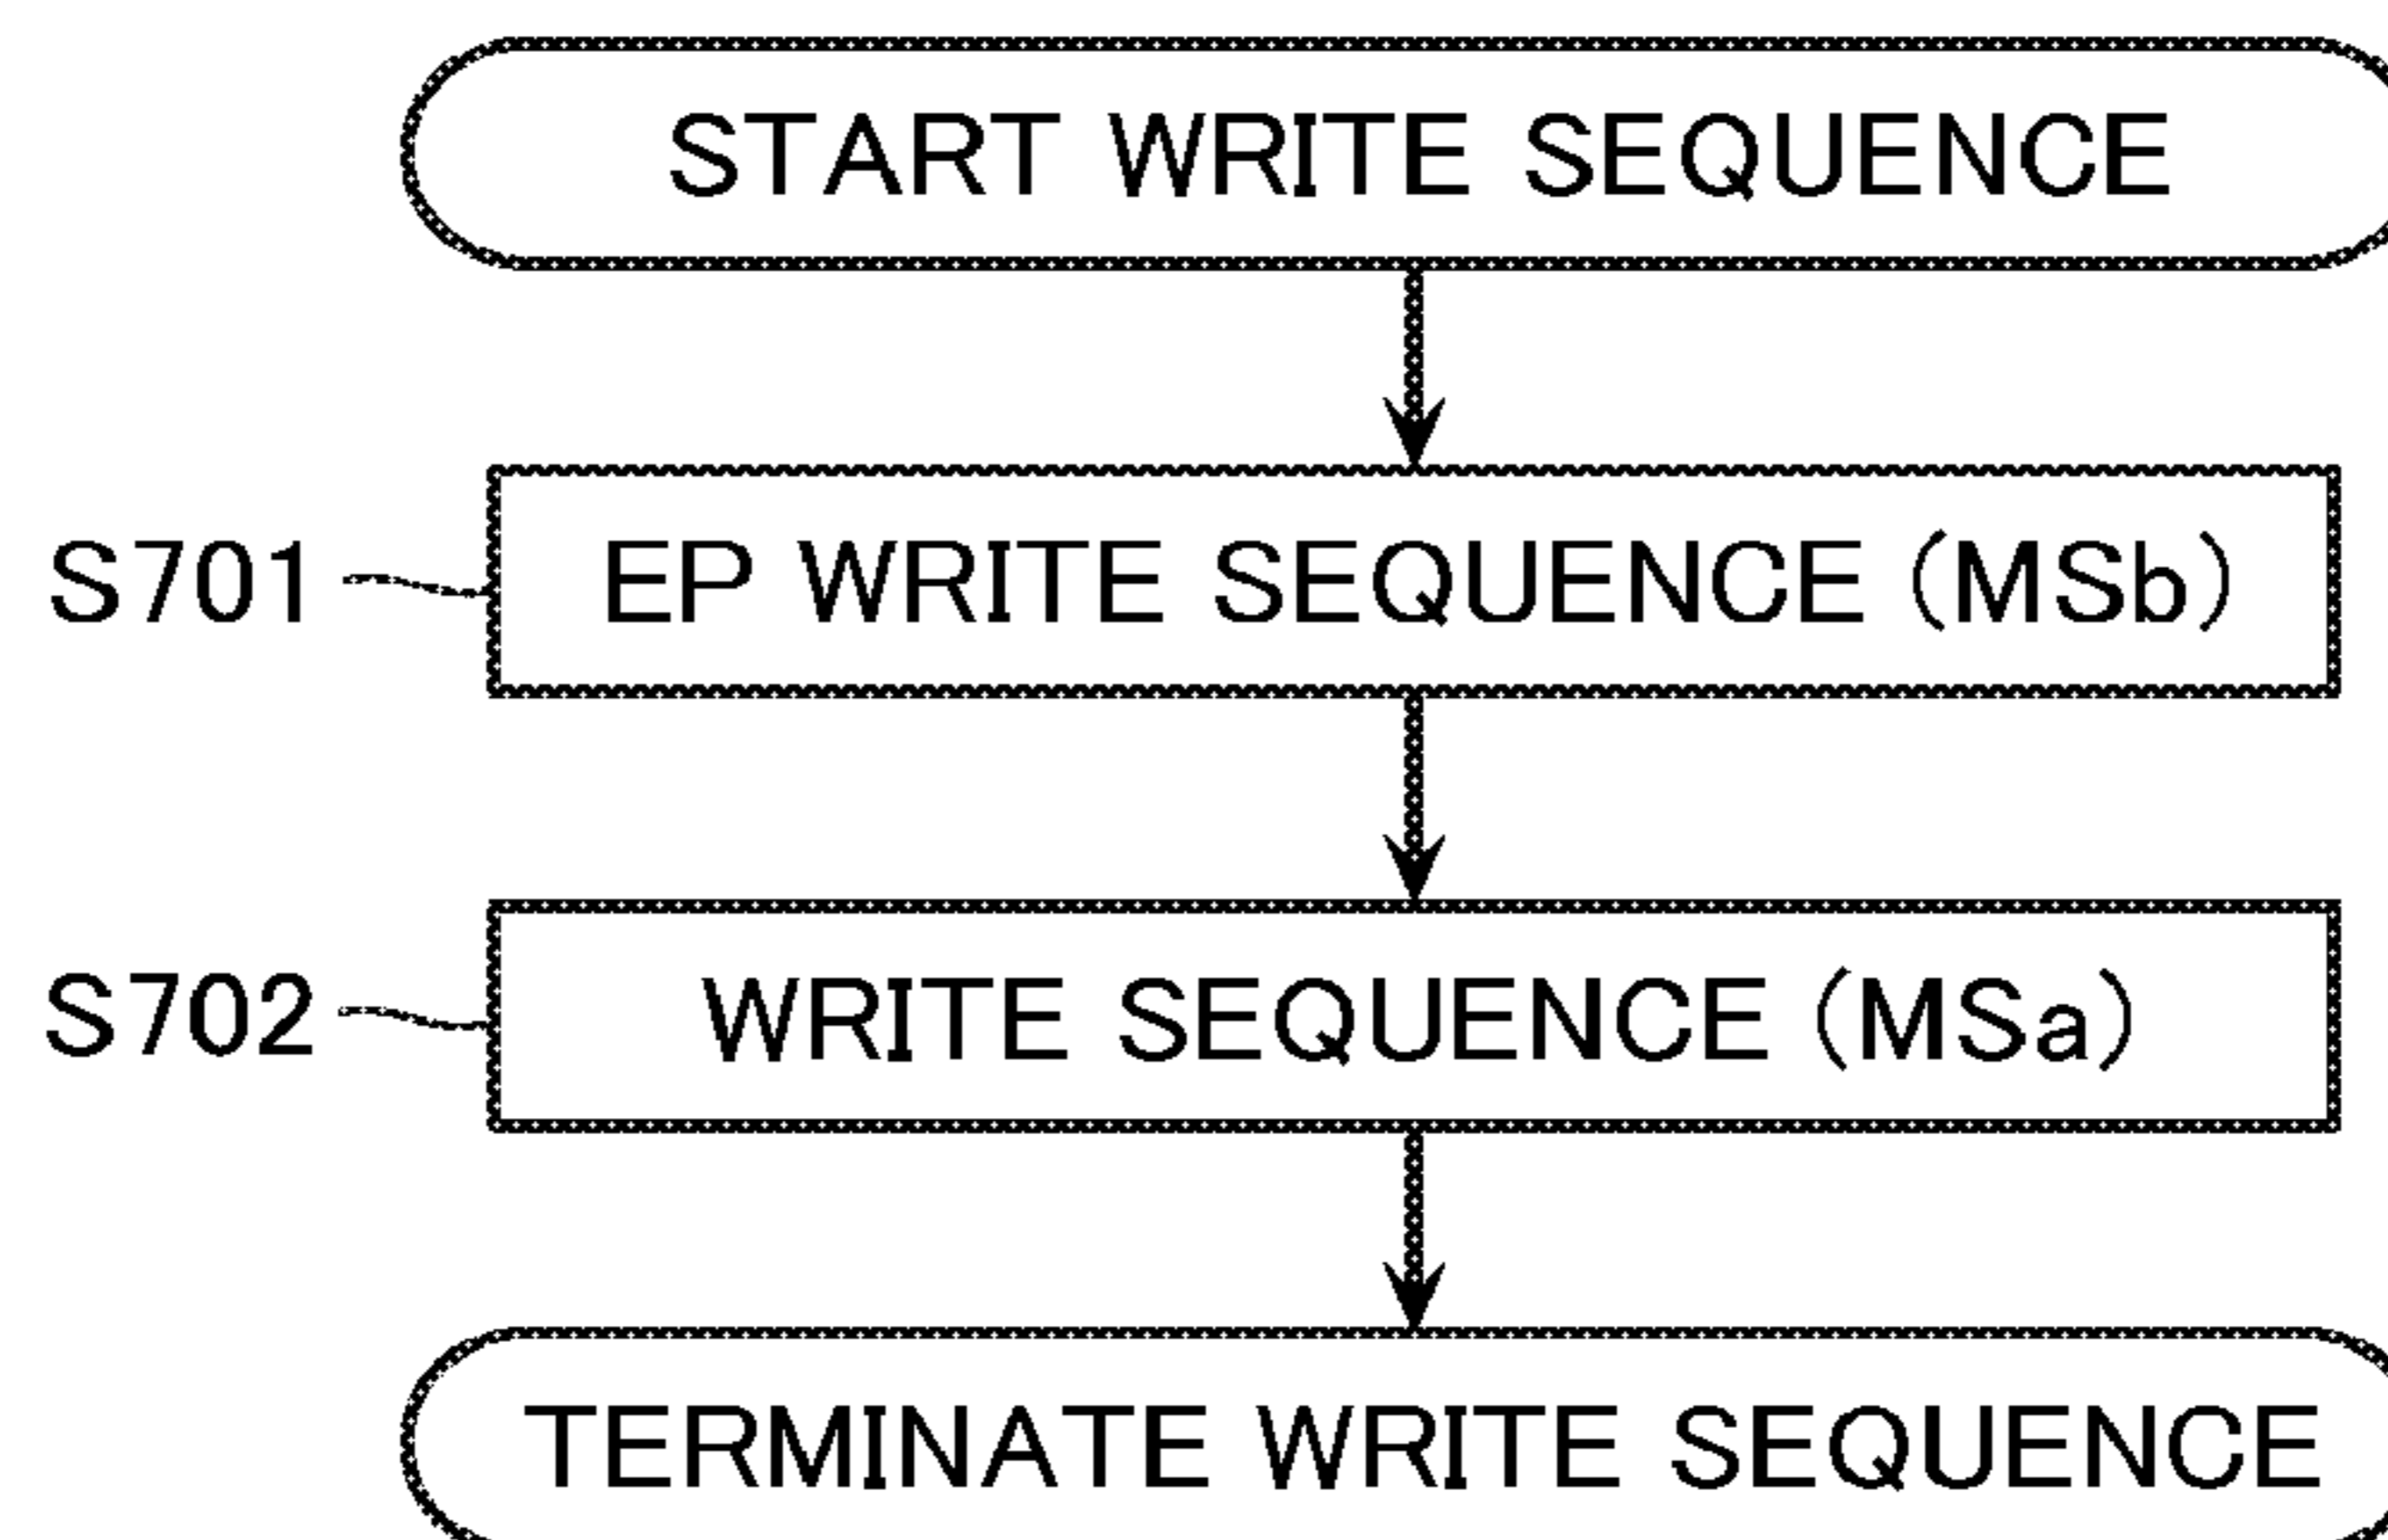 START WRITE SEQUENCE
S701 EP WRITE SEQUENCE (MSb)
S702 WRITE SEQUENCE (MSa)
TERMINATE WRITE SEQUENCE